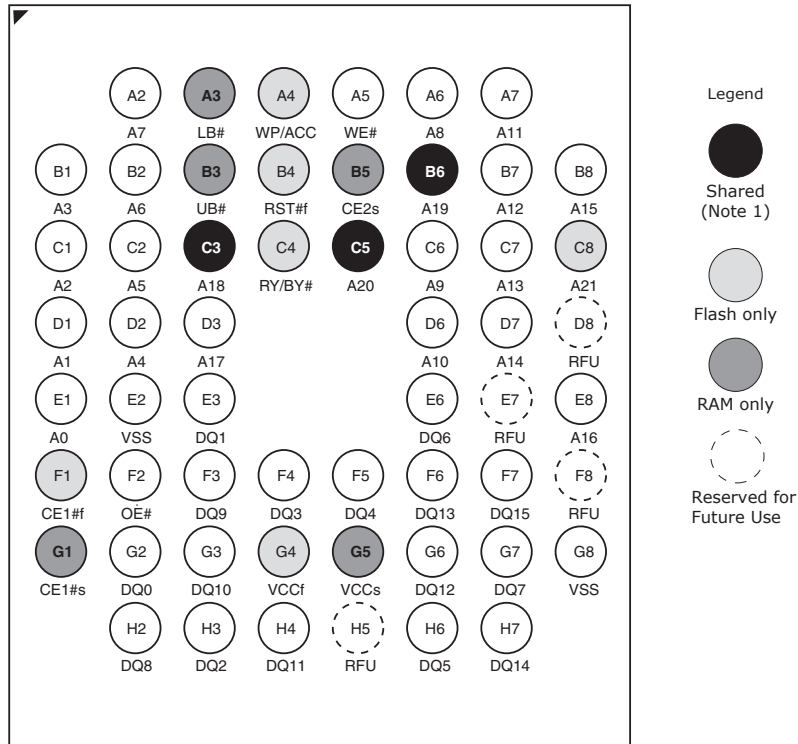 A2 A3 A4 A5 A6 A7
A7 LB# WP/ACC WE# A8 A11
B1 B2 B3 B4 B5 B6 B7 B8
A3 A6 UB# RST#f CE2s A19 A12 A15
C1 C2 C3 C4 C5 C6 C7 C8
A2 A5 A18 RY/BY# A20 A9 A13 A21
D1 D2 D3 D6 D7 D8
A1 A4 A17 A10 A14 RFU
E1 E2 E3 E6 E7 E8
A0 VSS DQ1 DQ6 RFU A16
F1 F2 F3 F4 F5 F6 F7 F8
CE1#f OE# DQ9 DQ3 DQ4 DQ13 DQ15 RFU
G1 G2 G3 G4 G5 G6 G7 G8
CE1#s DQ0 DQ10 VCCf VCCs DQ12 DQ7 VSS
H2 H3 H4 H5 H6 H7
DQ8 DQ2 DQ11 RFU DQ5 DQ14
Legend
Shared
(Note 1)
Flash only
RAM only
Reserved for
Future Use